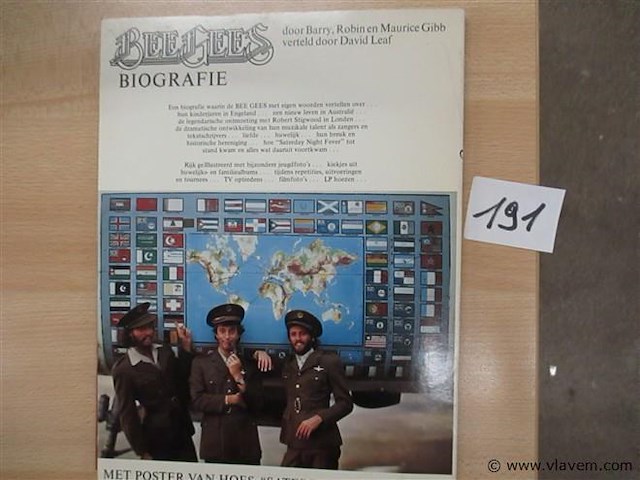 BEE GEES
door Barry, Robin en Maurice Gibb
verteld door David Leaf
BIOGRAFIE
Een biografie waarin de BEE GEES met eigen woorden vertellen over
hun kinderjaren in Engeland . . . een nieuw leven in Australië . . .
de legendarische ontmoeting met Robert Stigwood in Londen . . .
de dramatische ontwikkeling van hun muzikale talent als zangers en
tekstschrijvers . . . liefde . . . huwelijk . . . hun breuk en
historische hereniging . . . hoe "Saturday Night Fever" tot
stand kwam en alles wat daaruit voortkwam . . .
Rijk geïllustreerd met bijzondere jeugdfoto's . . . kiekjes uit
huwelijks- en familiealbums . . . tijdens repetities, uitvoeringen
en tournees . . . TV optredens . . . filmfoto's . . . LP hoezen . . .
191
MET POSTER VAN HOES
© www.vlavem.com